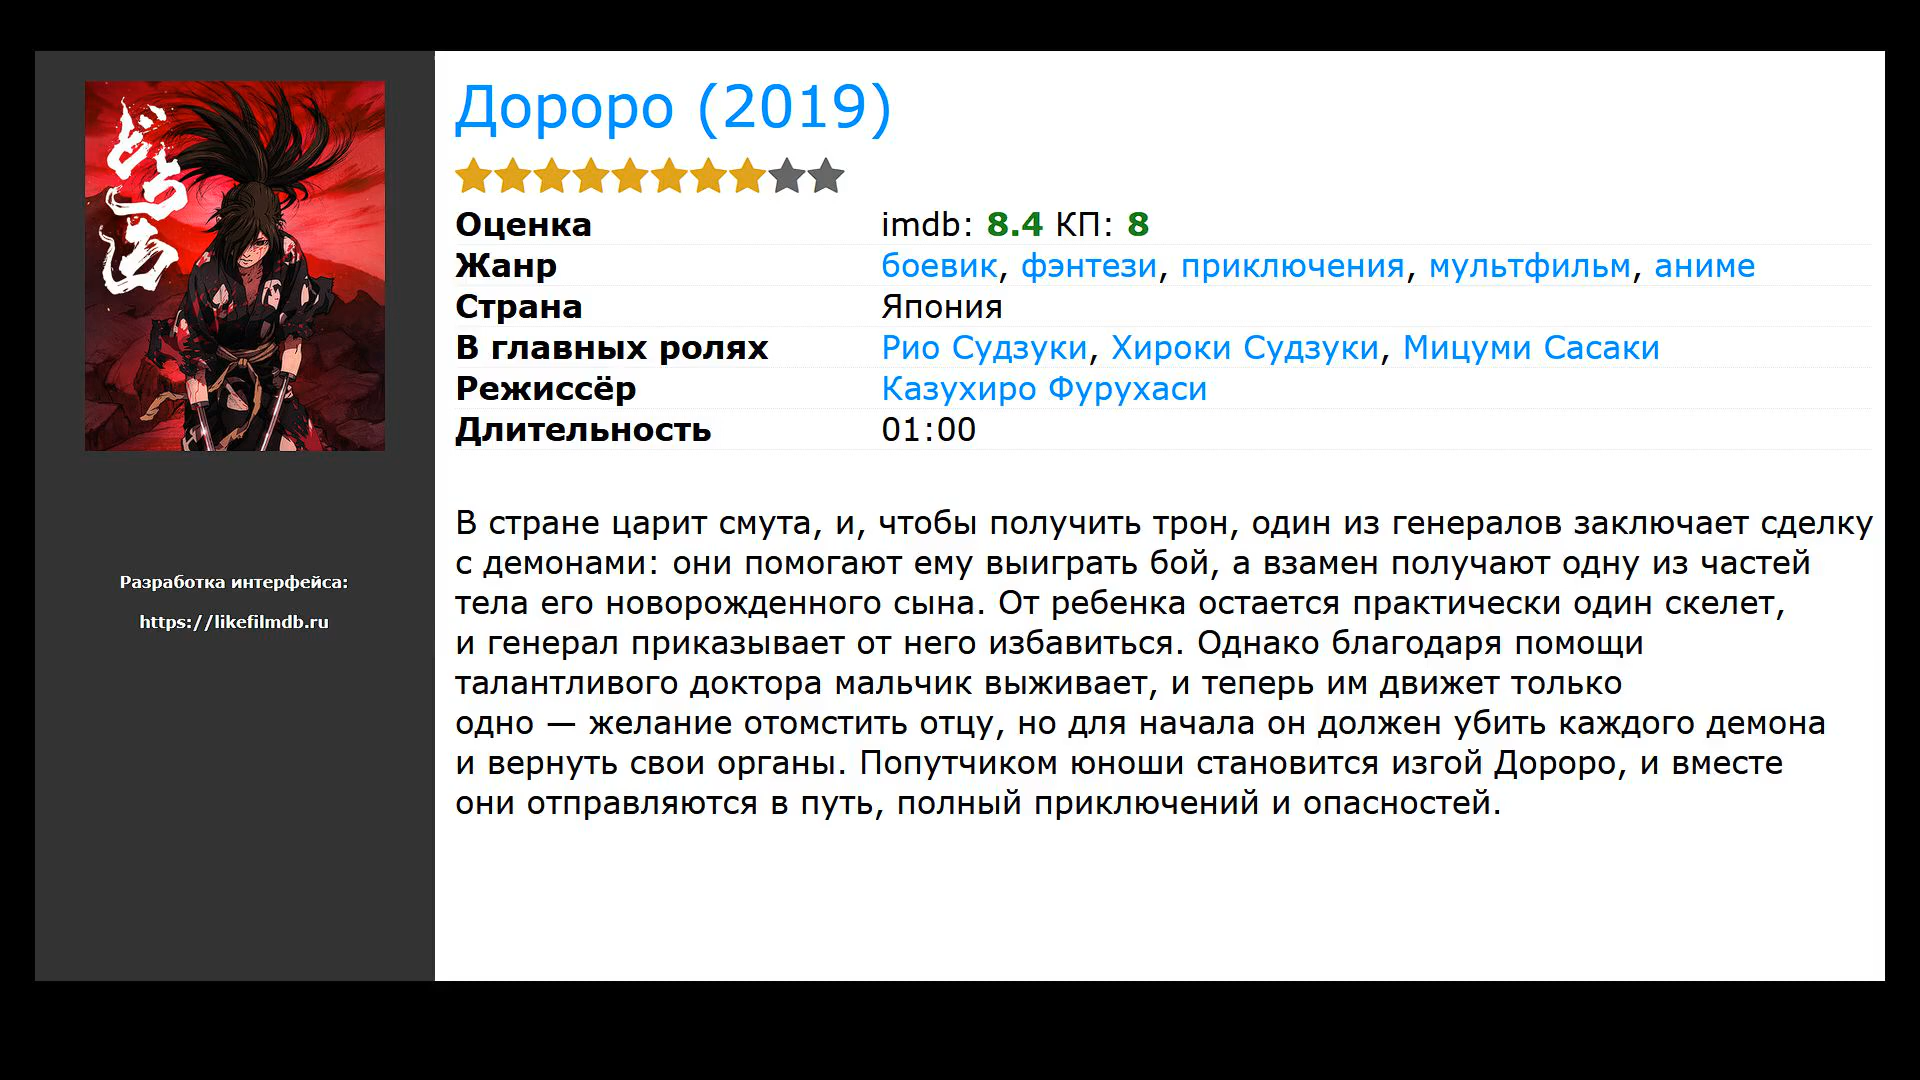 どろろ
Дороро (2019)
Оценка imdb: 8.4 КП: 8
Жанр боевик, фэнтези, приключения, мультфильм, аниме
Страна Япония
В главных ролях Рио Судзуки, Хироки Судзуки, Мицуми Сасаки
Режиссёр Казухиро Фурухаси
Длительность 01:00
В стране царит смута, и, чтобы получить трон, один из генералов заключает сделку
с демонами: они помогают ему выиграть бой, а взамен получают одну из частей
тела его новорожденного сына. От ребенка остается практически один скелет,
и генерал приказывает от него избавиться. Однако благодаря помощи
талантливого доктора мальчик выживает, и теперь им движет только
одно — желание отомстить отцу, но для начала он должен убить каждого демона
и вернуть свои органы. Попутчиком юноши становится изгой Дороро, и вместе
они отправляются в путь, полный приключений и опасностей.
Разработка интерфейса:
https://likefilmdb.ru